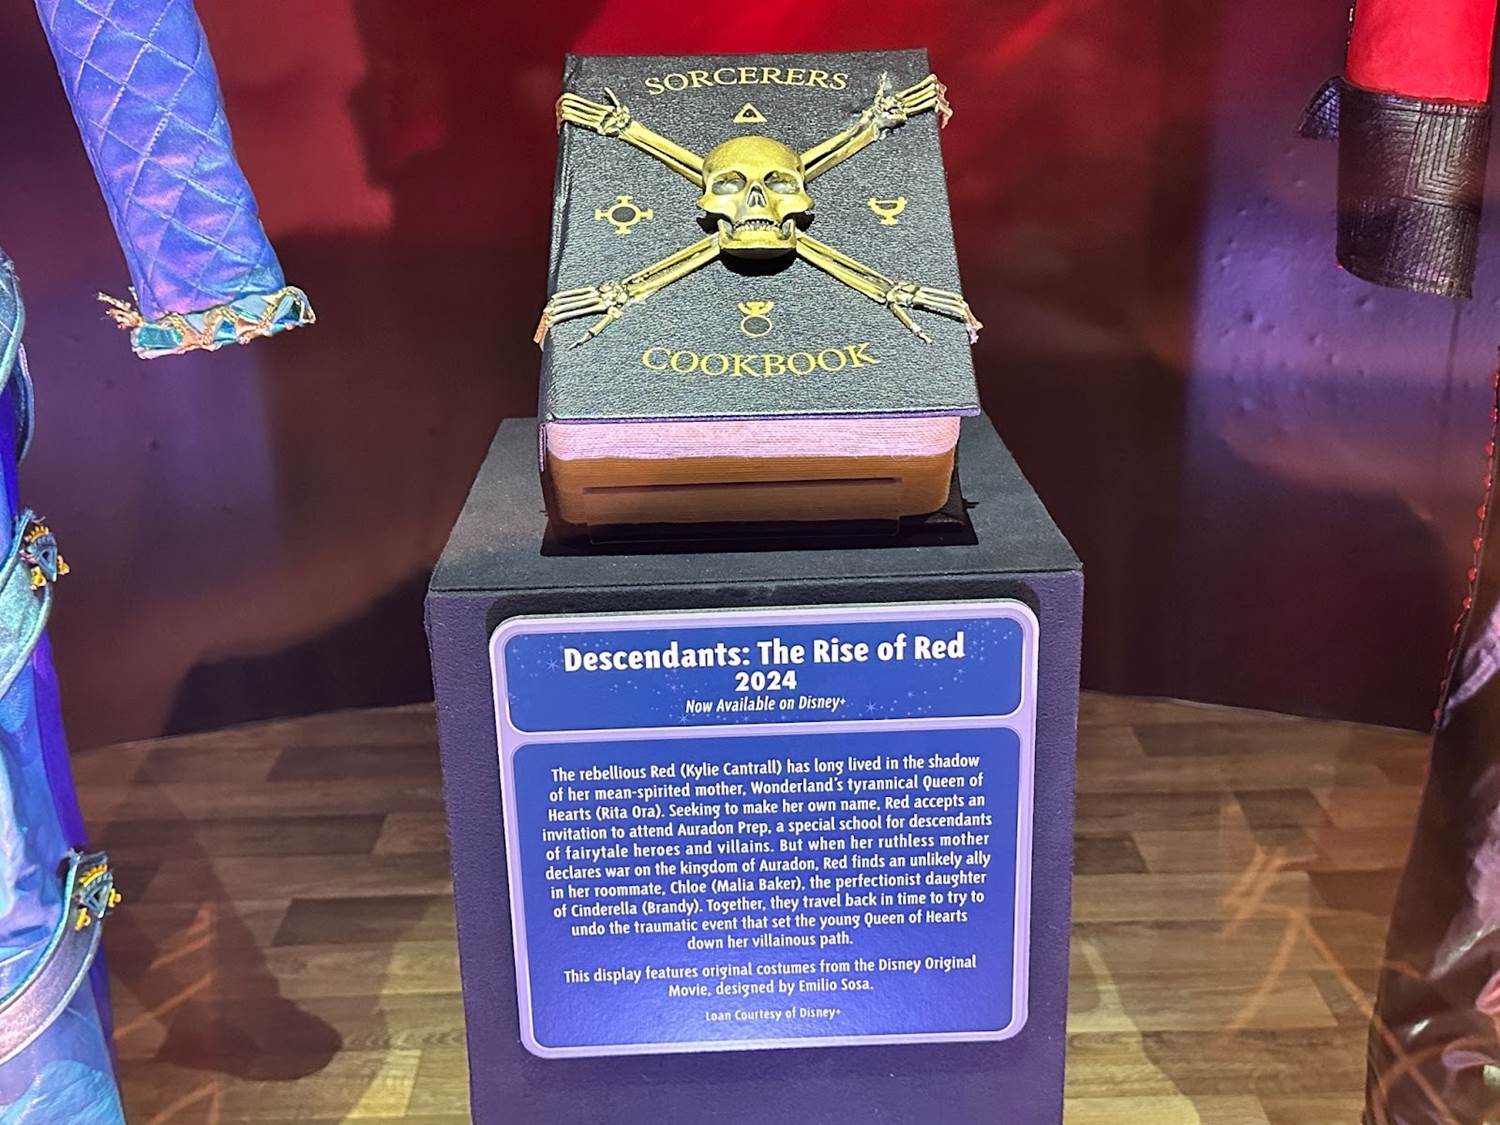 SORCERERS
COOKBOOK
Descendants: The Rise of Red
2024
Now Available on Disney+
The rebellious Red (Kylie Cantrall) has long lived in the shadow
of her mean-spirited mother, Wonderland's tyrannical Queen of
Hearts (Rita Ora). Seeking to make her own name, Red accepts an
invitation to attend Auradon Prep, a special school for descendants
of fairytale heroes and villains. But when her ruthless mother
declares war on the kingdom of Auradon, Red finds an unlikely ally
in her roommate, Chloe (Malia Baker), the perfectionist daughter
of Cinderella (Brandy). Together, they travel back in time to try to
undo the traumatic event that set the young Queen of Hearts
down her villainous path.
This display features original costumes from the Disney Original
Movie, designed by Emilio Sosa.
Loan Courtesy of Disney+